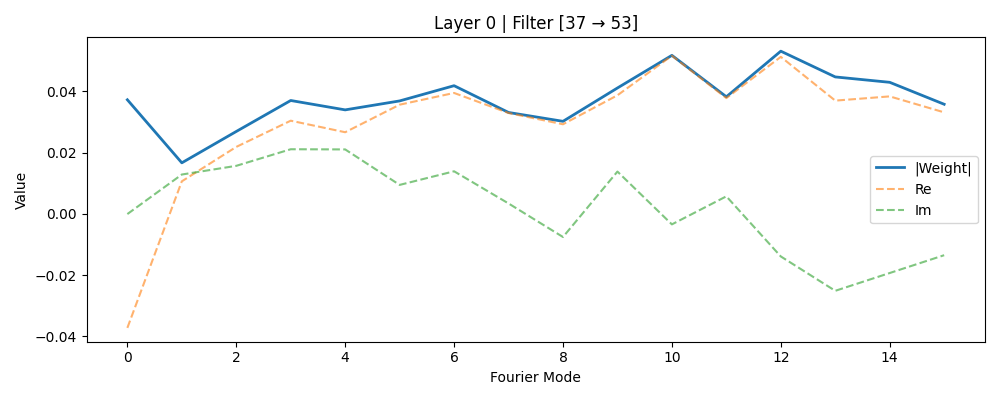 Layer 0 | Filter [37 → 53]
Value
0.04
0.02
0.00
−0.02
−0.04
|Weight|
Re
Im
0 2 4 6 8 10 12 14
Fourier Mode